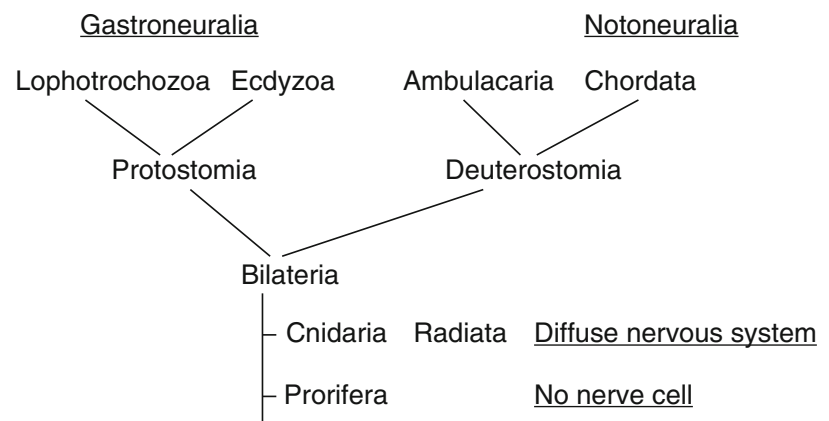 Gastroneuralia Notoneuralia
Lophotrochozoa Ecdyzoa Ambulacaria Chordata
Protostomia Deuterostomia
Bilateria
Cnidaria Radiata Diffuse nervous system
Prorifera No nerve cell